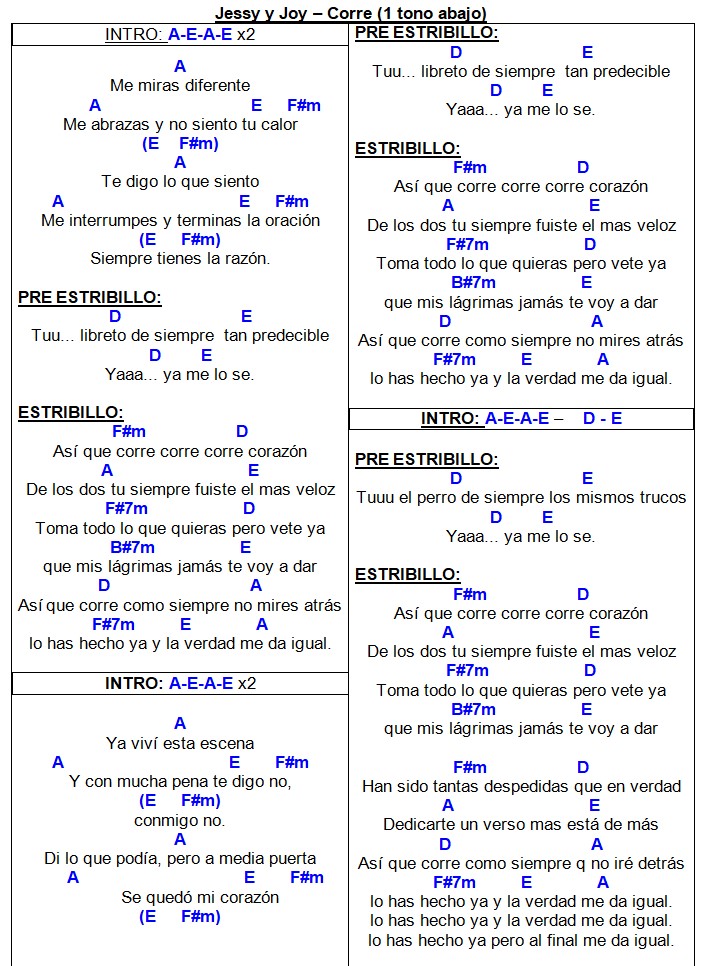 Jessy y Joy – Corre (1 tono abajo)
INTRO: A-E-A-E x2
A
Me miras diferente
A E F#m
Me abrazas y no siento tu calor
(E F#m)
A
Te digo lo que siento
A E F#m
Me interrumpes y terminas la oración
(E F#m)
Siempre tienes la razón.
PRE ESTRIBILLO:
D E
Tuu... libreto de siempre tan predecible
D E
Yaaa... ya me lo se.
ESTRIBILLO:
F#m D
Así que corre corre corre corazón
A E
De los dos tu siempre fuiste el mas veloz
F#7m D
Toma todo lo que quieras pero vete ya
B#7m E
que mis lágrimas jamás te voy a dar
D A
Así que corre como siempre no mires atrás
F#7m E A
lo has hecho ya y la verdad me da igual.
INTRO: A-E-A-E x2
A
Ya viví esta escena
A E F#m
Y con mucha pena te digo no,
(E F#m)
conmigo no.
A
Di lo que podía, pero a media puerta
A E F#m
Se quedó mi corazón
(E F#m)
PRE ESTRIBILLO:
D E
Tuu... libreto de siempre tan predecible
D E
Yaaa... ya me lo se.
ESTRIBILLO:
F#m D
Así que corre corre corre corazón
A E
De los dos tu siempre fuiste el mas veloz
F#7m D
Toma todo lo que quieras pero vete ya
B#7m E
que mis lágrimas jamás te voy a dar
D A
Así que corre como siempre no mires atrás
F#7m E A
lo has hecho ya y la verdad me da igual.
INTRO: A-E-A-E – D - E
PRE ESTRIBILLO:
D E
Tuuu el perro de siempre los mismos trucos
D E
Yaaa... ya me lo se.
ESTRIBILLO:
F#m D
Así que corre corre corre corazón
A E
De los dos tu siempre fuiste el mas veloz
F#7m D
Toma todo lo que quieras pero vete ya
B#7m E
que mis lágrimas jamás te voy a dar
F#m D
Han sido tantas despedidas que en verdad
A E
Dedicarte un verso mas está de más
D A
Así que corre como siempre q no iré detrás
F#7m E A
lo has hecho ya y la verdad me da igual.
lo has hecho ya y la verdad me da igual.
lo has hecho ya pero al final me da igual.